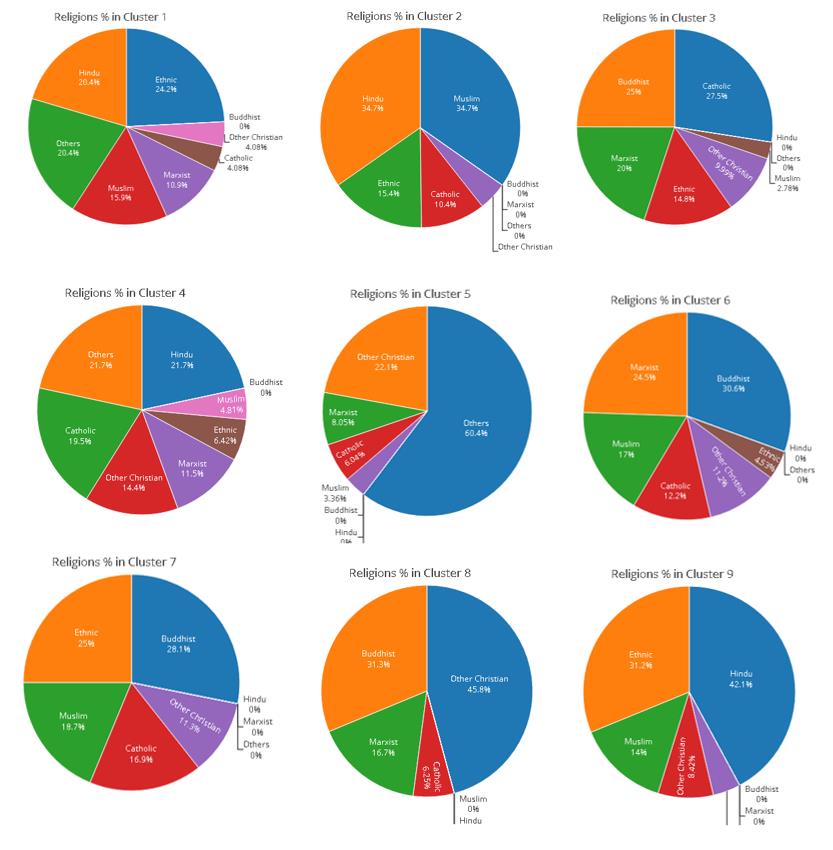 Religions % in Cluster 1
Ethnic
24.2%
Buddhist
0%
Other Christian
4.08%
Catholic
4.08%
Marxist
10.9%
Muslim
15.9%
Others
20.4%
Hindu
20.4%
Religions % in Cluster 2
Muslim
34.7%
Buddhist
0%
Marxist
0%
Others
0%
Other Christian
Catholic
10.4%
Ethnic
15.4%
Hindu
34.7%
Religions % in Cluster 3
Catholic
27.5%
Hindu
0%
Others
0%
Muslim
2.78%
Other Christian
9.99%
Ethnic
14.8%
Marxist
20%
Buddhist
25%
Religions % in Cluster 4
Hindu
21.7%
Buddhist
0%
Muslim
4.81%
Ethnic
6.42%
Marxist
11.5%
Other Christian
14.4%
Catholic
19.5%
Others
21.7%
Religions % in Cluster 5
Others
60.4%
Other Christian
22.1%
Marxist
8.05%
Catholic
6.04%
Muslim
3.36%
Buddhist
0%
Hindu
0%
Religions % in Cluster 6
Buddhist
30.6%
Hindu
0%
Others
0%
Ethnic
4.53%
Other Christian
11.2%
Catholic
12.2%
Muslim
17%
Marxist
24.5%
Religions % in Cluster 7
Buddhist
28.1%
Hindu
0%
Marxist
0%
Others
0%
Other Christian
11.3%
Catholic
16.9%
Muslim
18.7%
Ethnic
25%
Religions % in Cluster 8
Other Christian
45.8%
Muslim
0%
Hindu
Catholic
6.25%
Marxist
16.7%
Buddhist
31.3%
Religions % in Cluster 9
Hindu
42.1%
Buddhist
0%
Marxist
0%
Other Christian
8.42%
Muslim
14%
Ethnic
31.2%